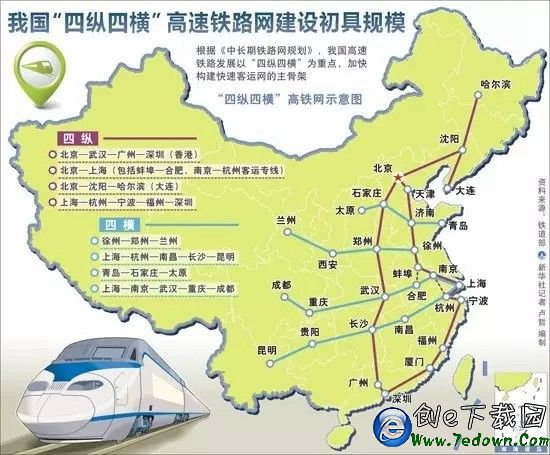 我国“四纵四横”高速铁路网建设初具规模
根据《中长期铁路网规划》，我国高速
铁路发展以“四纵四横”为重点，加快
构建快速客运网的主骨架
“四纵四横”高铁网示意图
四纵
北京—武汉—广州—深圳（香港）
北京—上海（包括蚌埠—合肥、南京—杭州客运专线）
北京—沈阳—哈尔滨（大连）
上海—杭州—宁波—福州—深圳
四横
徐州—郑州—兰州
上海—杭州—南昌—长沙—昆明
青岛—石家庄—太原
上海—南京—武汉—重庆—成都
哈尔滨
沈阳
北京
天津
大连
石家庄
太原
济南
青岛
兰州
郑州
徐州
西安
蚌埠
南京
成都
合肥
上海
重庆
武汉
杭州
宁波
贵阳
长沙
南昌
昆明
福州
厦门
广州
深圳
资料来源：铁道部
新华社记者 卢哲 编制
南海诸岛
创e下载园
www.7edown.com